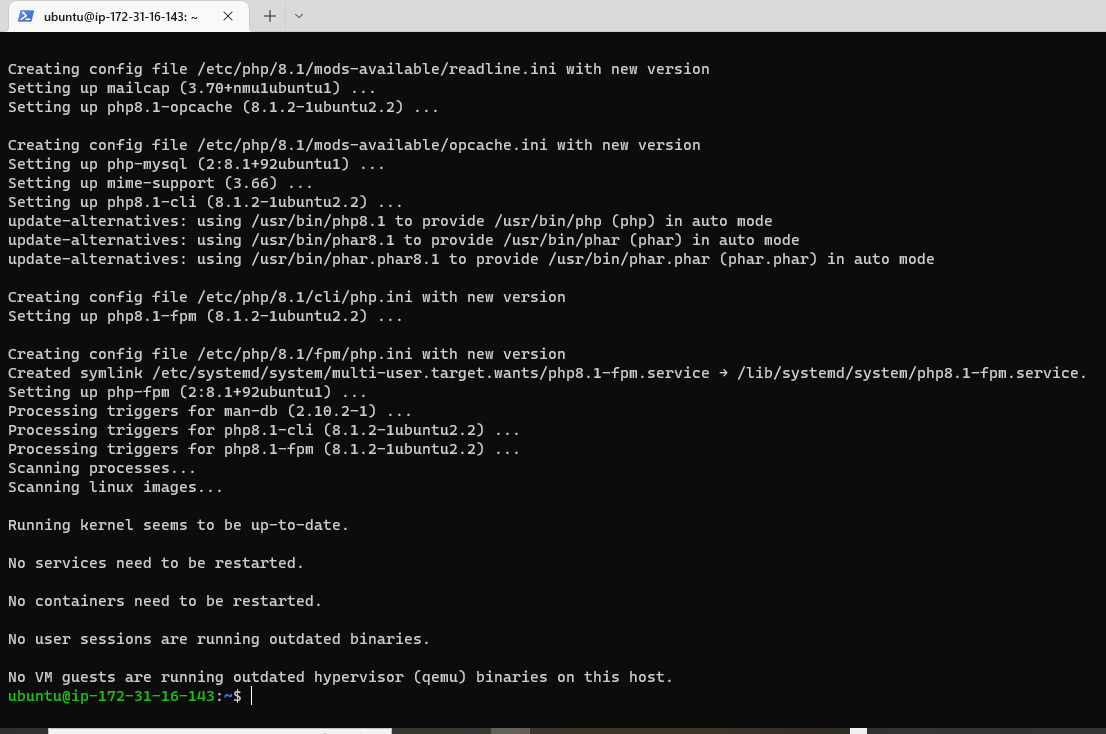 ubuntu@ip-172-31-16-143: ~
Creating config file /etc/php/8.1/mods-available/readline.ini with new version
Setting up mailcap (3.70+nmu1ubuntu1) ...
Setting up php8.1-opcache (8.1.2-1ubuntu2.2) ...
Creating config file /etc/php/8.1/mods-available/opcache.ini with new version
Setting up php-mysql (2:8.1+92ubuntu1) ...
Setting up mime-support (3.66) ...
Setting up php8.1-cli (8.1.2-1ubuntu2.2) ...
update-alternatives: using /usr/bin/php8.1 to provide /usr/bin/php (php) in auto mode
update-alternatives: using /usr/bin/phar8.1 to provide /usr/bin/phar (phar) in auto mode
update-alternatives: using /usr/bin/phar.phar8.1 to provide /usr/bin/phar.phar (phar.phar) in auto mode
Creating config file /etc/php/8.1/cli/php.ini with new version
Setting up php8.1-fpm (8.1.2-1ubuntu2.2) ...
Creating config file /etc/php/8.1/fpm/php.ini with new version
Created symlink /etc/systemd/system/multi-user.target.wants/php8.1-fpm.service → /lib/systemd/system/php8.1-fpm.service.
Setting up php-fpm (2:8.1+92ubuntu1) ...
Processing triggers for man-db (2.10.2-1) ...
Processing triggers for php8.1-cli (8.1.2-1ubuntu2.2) ...
Processing triggers for php8.1-fpm (8.1.2-1ubuntu2.2) ...
Scanning processes...
Scanning linux images...
Running kernel seems to be up-to-date.
No services need to be restarted.
No containers need to be restarted.
No user sessions are running outdated binaries.
No VM guests are running outdated hypervisor (qemu) binaries on this host.
ubuntu@ip-172-31-16-143:~$